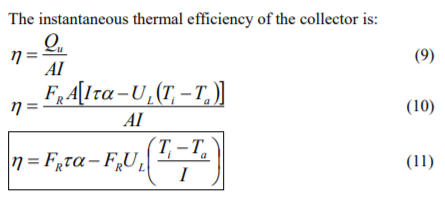 The instantaneous thermal efficiency of the collector is:
η = Q_u / AI (9)
η = F_R A[Iτα − U_L(T_i − T_a)] / AI (10)
η = F_R τα − F_R U_L((T_i − T_a) / I) (11)